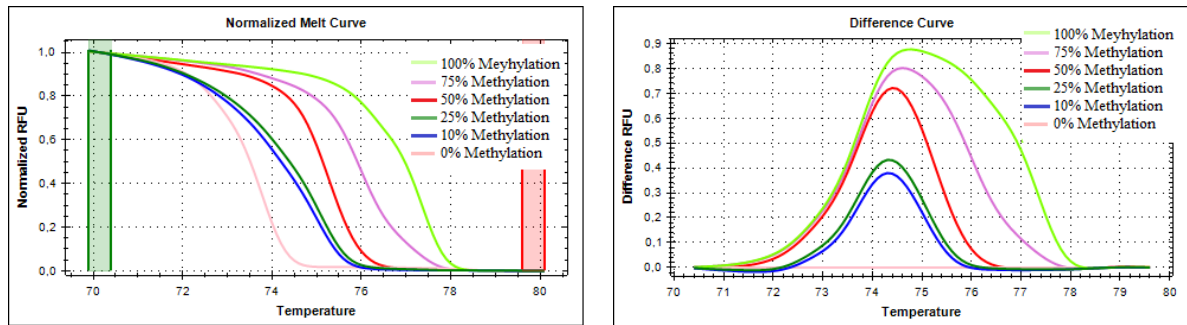 Normalized Melt Curve
Normalized RFU
1,0
0,8
0,6
0,4
0,2
0,0
100% Meyhylation
75% Methylation
50% Methylation
25% Methylation
10% Methylation
0% Methylation
70 72 74 76 78 80
Temperature
Difference Curve
Difference RFU
0,9
0,8
0,7
0,6
0,5
0,4
0,3
0,2
0,1
0,0
100% Meyhylation
75% Methylation
50% Methylation
25% Methylation
10% Methylation
0% Methylation
70 71 72 73 74 75 76 77 78 79 80
Temperature